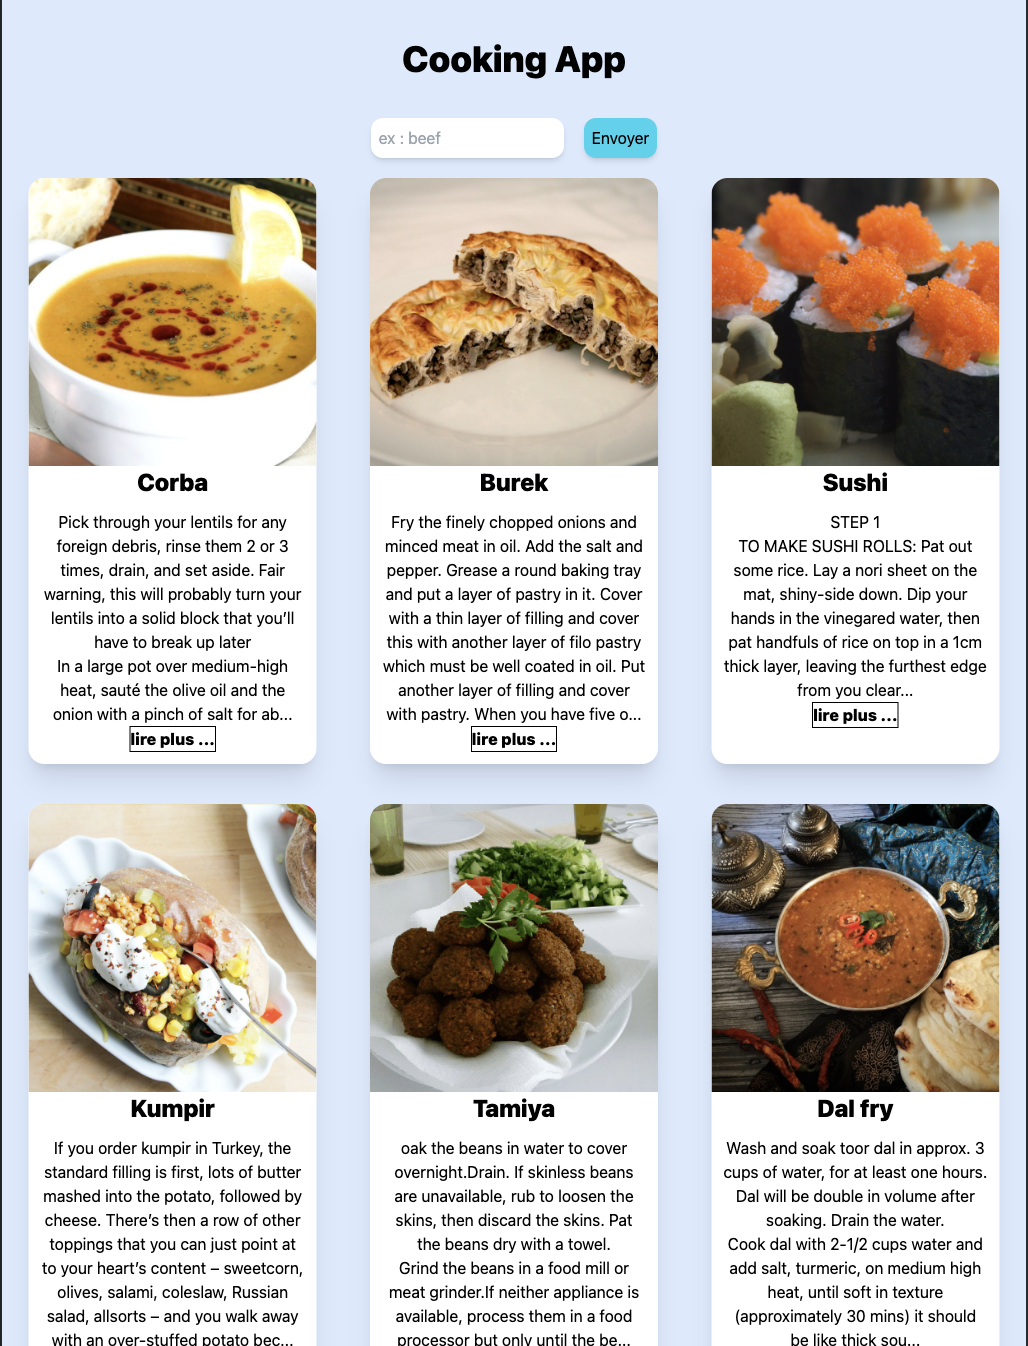 Cooking App
ex : beef
Envoyer
Corba
Pick through your lentils for any
foreign debris, rinse them 2 or 3
times, drain, and set aside. Fair
warning, this will probably turn your
lentils into a solid block that you’ll
have to break up later
In a large pot over medium-high
heat, sauté the olive oil and the
onion with a pinch of salt for ab...
lire plus ...
Burek
Fry the finely chopped onions and
minced meat in oil. Add the salt and
pepper. Grease a round baking tray
and put a layer of pastry in it. Cover
with a thin layer of filling and cover
this with another layer of filo pastry
which must be well coated in oil. Put
another layer of filling and cover
with pastry. When you have five o...
lire plus ...
Sushi
STEP 1
TO MAKE SUSHI ROLLS: Pat out
some rice. Lay a nori sheet on the
mat, shiny-side down. Dip your
hands in the vinegared water, then
pat handfuls of rice on top in a 1cm
thick layer, leaving the furthest edge
from you clear...
lire plus ...
Kumpir
If you order kumpir in Turkey, the
standard filling is first, lots of butter
mashed into the potato, followed by
cheese. There’s then a row of other
toppings that you can just point at
to your heart’s content – sweetcorn,
olives, salami, coleslaw, Russian
salad, allsorts – and you walk away
with an over-stuffed potato bec...
Tamiya
oak the beans in water to cover
overnight.Drain. If skinless beans
are unavailable, rub to loosen the
skins, then discard the skins. Pat
the beans dry with a towel.
Grind the beans in a food mill or
meat grinder.If neither appliance is
available, process them in a food
processor but only until the be...
Dal fry
Wash and soak toor dal in approx. 3
cups of water, for at least one hours.
Dal will be double in volume after
soaking. Drain the water.
Cook dal with 2-1/2 cups water and
add salt, turmeric, on medium high
heat, until soft in texture
(approximately 30 mins) it should
be like thick sou...